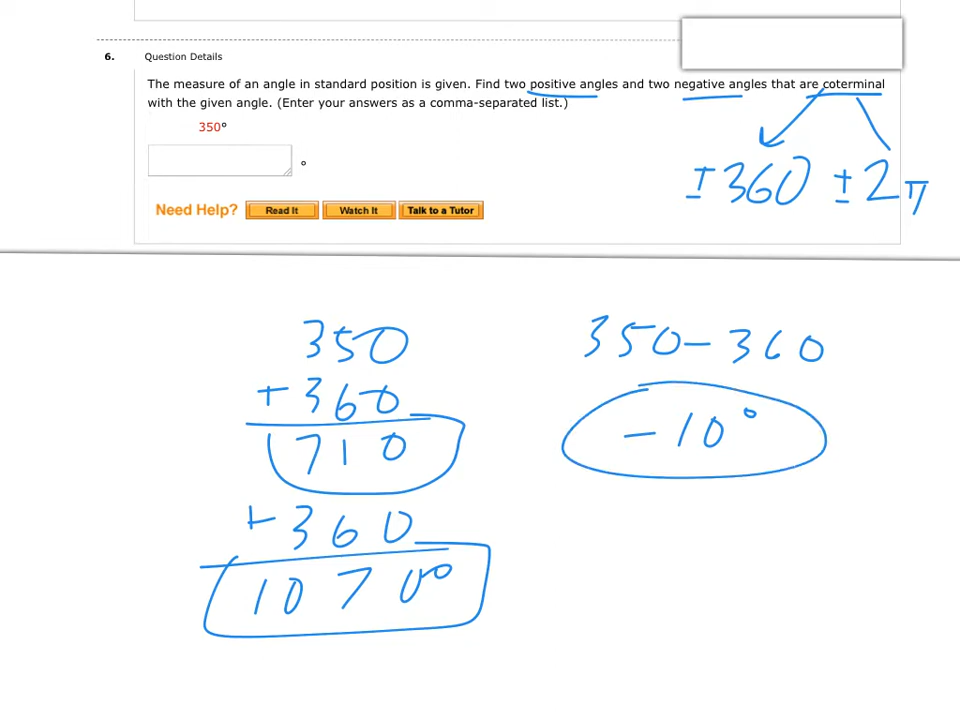 6. Question Details
The measure of an angle in standard position is given. Find two positive angles and two negative angles that are coterminal
with the given angle. (Enter your answers as a comma-separated list.)
350°
°
Need Help? Read It Watch It Talk to a Tutor
±360 ±2π
350
+360
710
+360
1070°
350-360
-10°